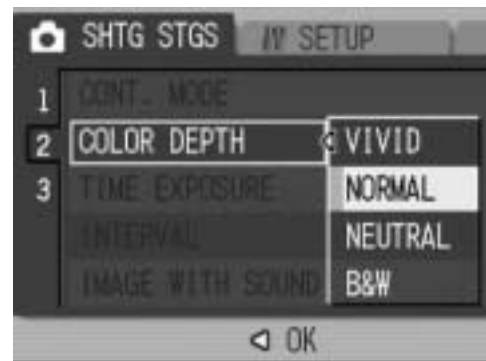 SHTG STGS SETUP
1 CONT. MODE
2 COLOR DEPTH VIVID
3 TIME EXPOSURE NORMAL
INTERVAL NEUTRAL
IMAGE WITH SOUND B&W
OK